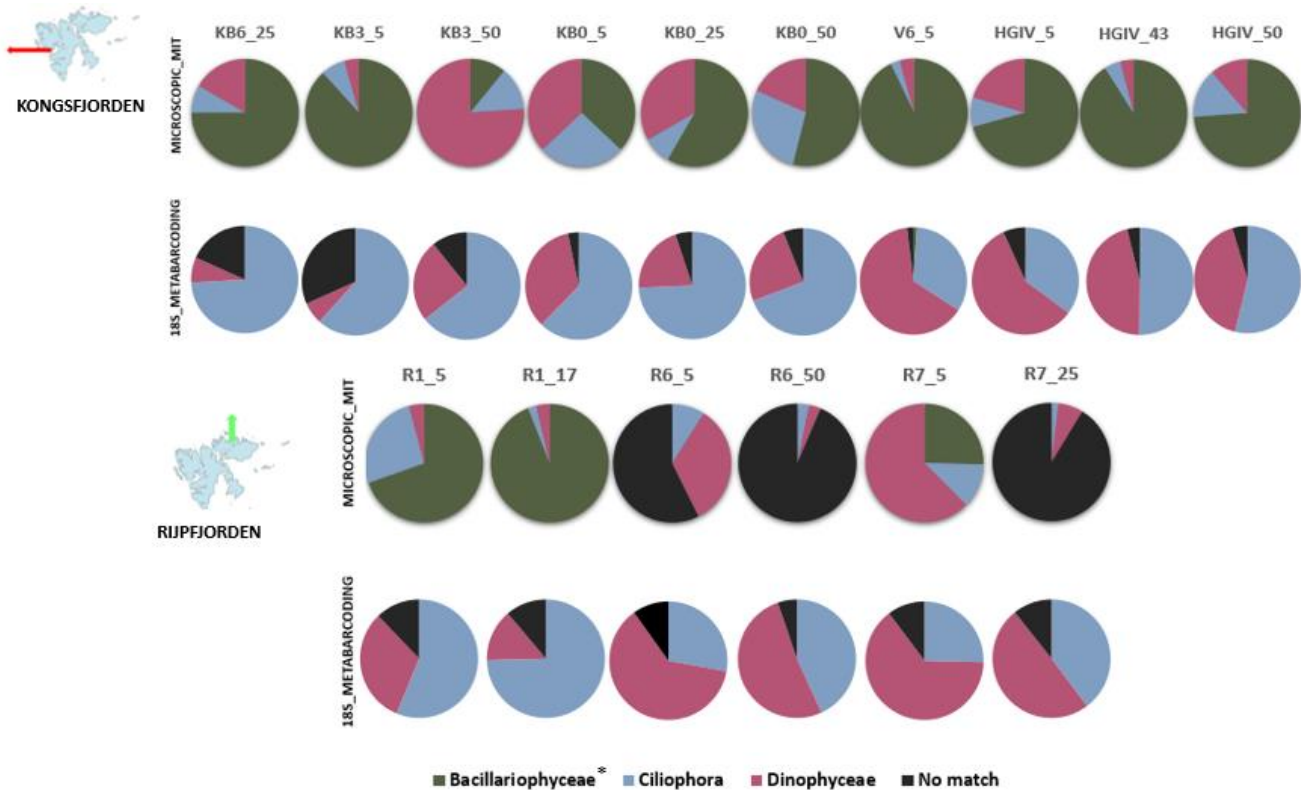 KB6_25 KB3_5 KB3_50 KB0_5 KB0_25 KB0_50 V6_5 HGIV_5 HGIV_43 HGIV_50
KONGSFJORDEN
MICROSCOPIC_MIT
18S_METABARCODING
R1_5 R1_17 R6_5 R6_50 R7_5 R7_25
MICROSCOPIC_MIT
RIJPFJORDEN
18S_METABARCODING
Bacillariophyceae* Ciliophora Dinophyceae No match